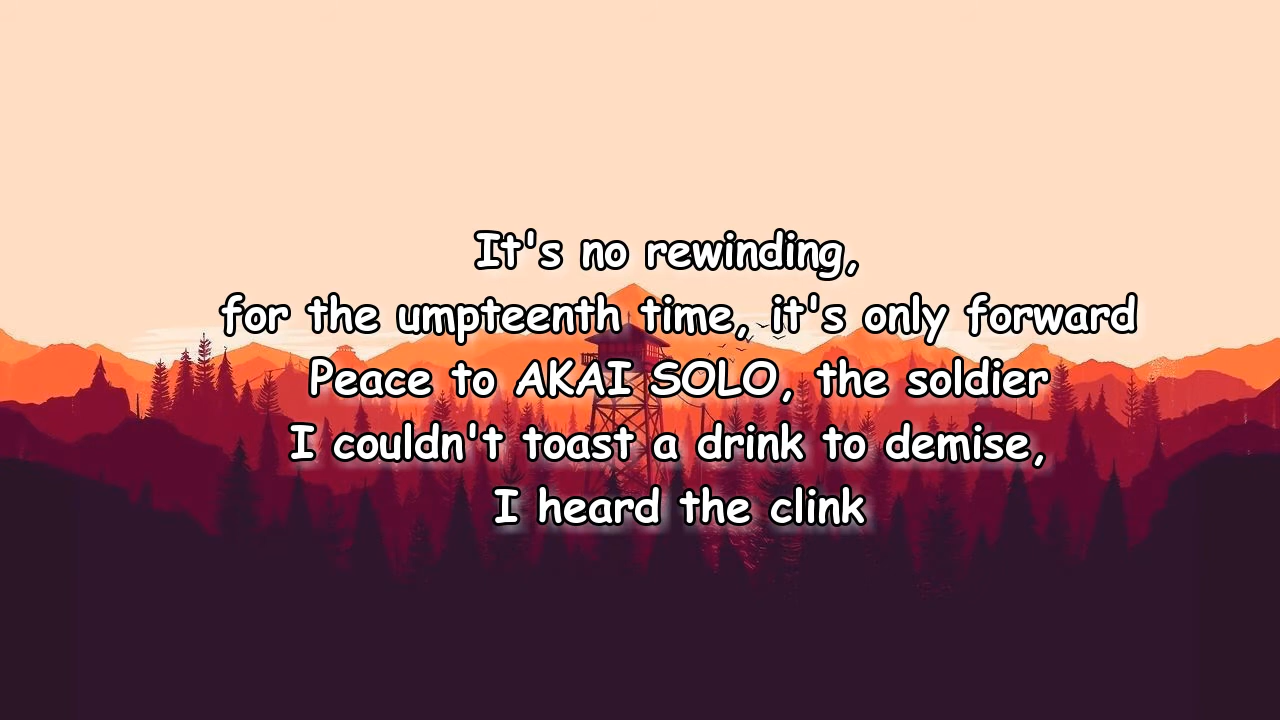 It's no rewinding,
for the umpteenth time, it's only forward
Peace to AKAI SOLO, the soldier
I couldn't toast a drink to demise,
I heard the clink